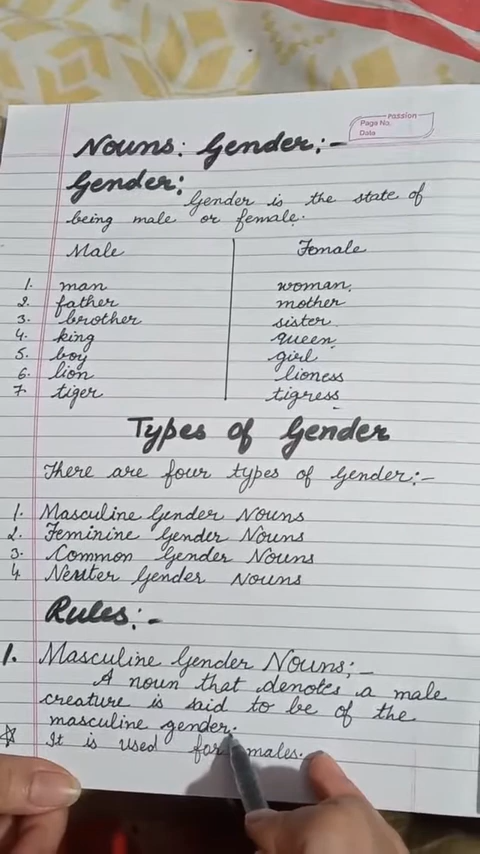 Passion
Page No.
Data
Nouns: Gender:-
Gender:
Gender is the state of
being male or female.
Male Female
1. man woman.
2. father mother
3. brother sister.
4. king queen.
5. boy girl
6. lion lioness
7. tiger tigress.
Types of Gender
There are four types of Gender:-
1. Masculine Gender Nouns
2. Feminine Gender Nouns
3. Common Gender Nouns
4 Neuter Gender Nouns
Rules:-
1. Masculine Gender Nouns:-
A noun that denotes a male
creature is said to be of the
masculine gender.
☆ It is used for males.